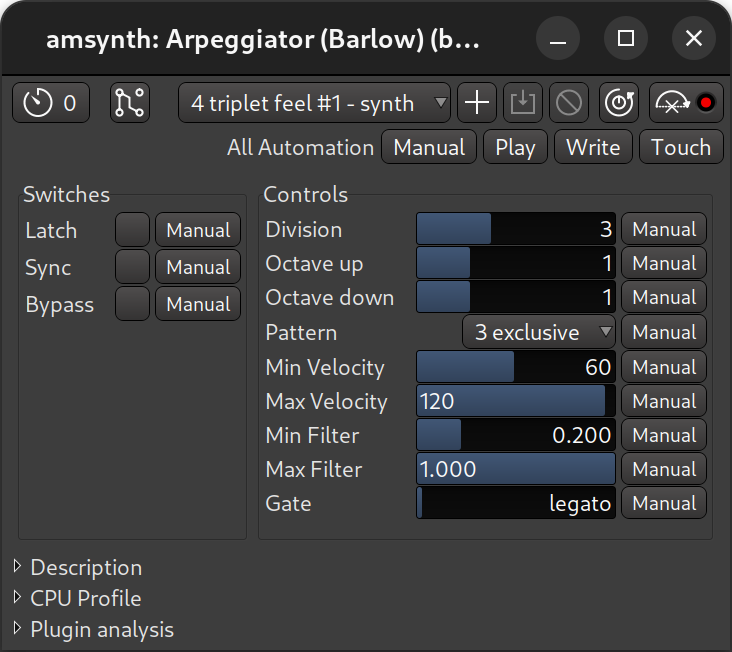 amsynth: Arpeggiator (Barlow) (b...
0 4 triplet feel #1 - synth
All Automation Manual Play Write Touch
Switches
Latch Manual
Sync Manual
Bypass Manual
Controls
Division 3 Manual
Octave up 1 Manual
Octave down 1 Manual
Pattern 3 exclusive Manual
Min Velocity 60 Manual
Max Velocity 120 Manual
Min Filter 0.200 Manual
Max Filter 1.000 Manual
Gate legato Manual
Description
CPU Profile
Plugin analysis